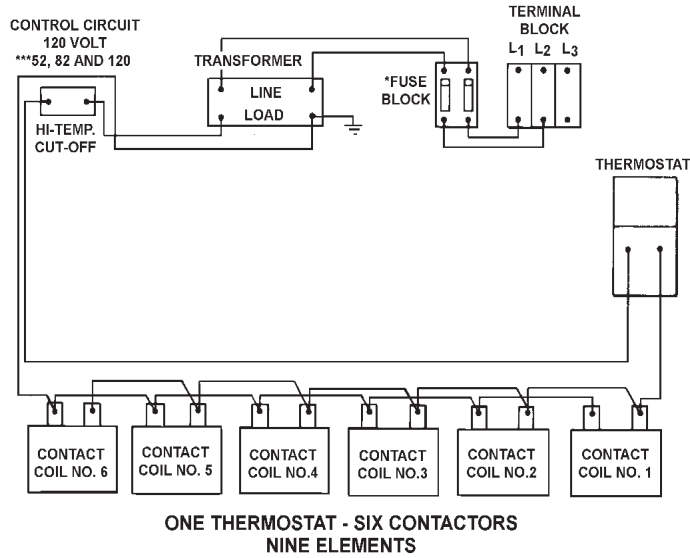 CONTROL CIRCUIT
120 VOLT
***52, 82 AND 120
TRANSFORMER
LINE
LOAD
HI-TEMP.
CUT-OFF
*FUSE
BLOCK
TERMINAL
BLOCK
L1 L2 L3
THERMOSTAT
CONTACT
COIL NO. 6
CONTACT
COIL NO. 5
CONTACT
COIL NO.4
CONTACT
COIL NO.3
CONTACT
COIL NO.2
CONTACT
COIL NO. 1
ONE THERMOSTAT - SIX CONTACTORS
NINE ELEMENTS